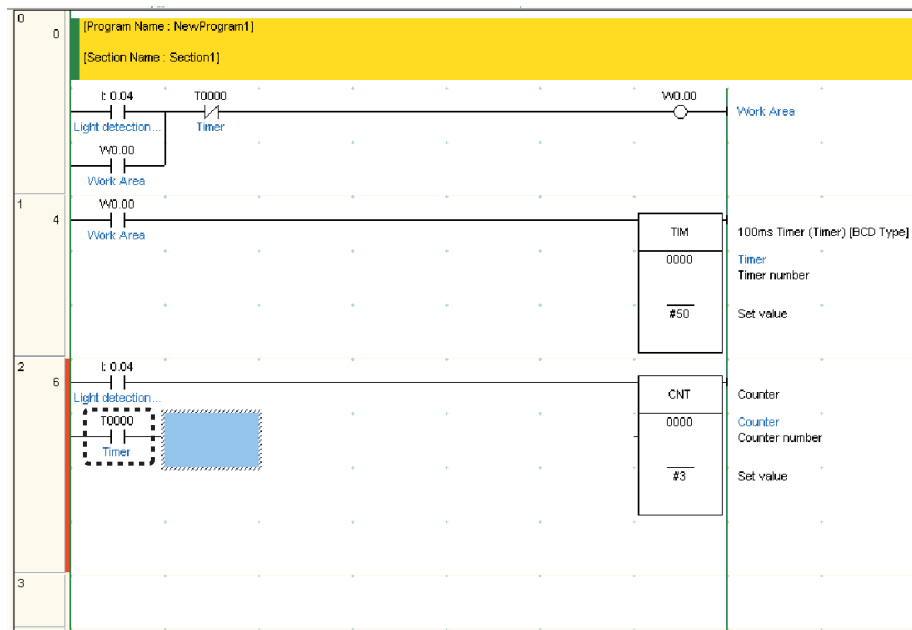 0
0
[Program Name : NewProgram1]
[Section Name : Section1]
I: 0.04 T0000 W0.00
Work Area
Light detection... Timer
W0.00
Work Area
1
4
W0.00
Work Area
TIM 100ms Timer (Timer) [BCD Type]
0000 Timer
Timer number
#50 Set value
2
6
I: 0.04
Light detection...
CNT Counter
T0000
0000 Counter
Counter number
Timer
#3 Set value
3